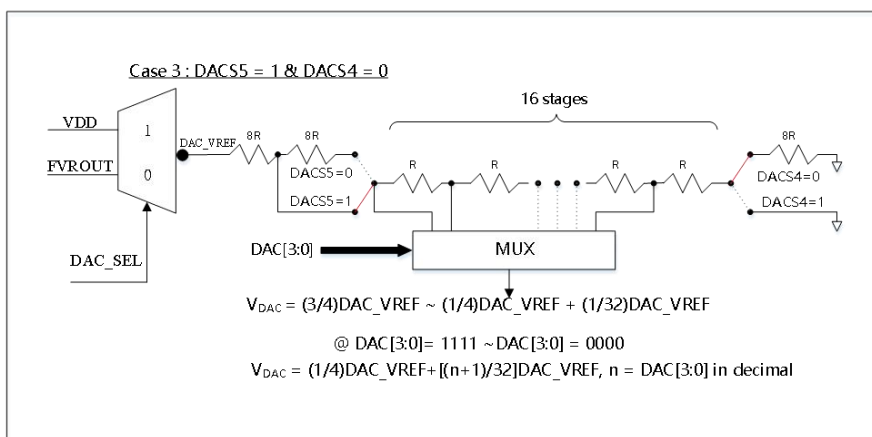 Case 3 : DACS5 = 1 & DACS4 = 0
16 stages
VDD
1
DAC_VREF
8R
8R
8R
FVROUT
0
DACS5=0
R
R
R
R
DACS4=0
DACS5=1
DACS4=1
DAC[3:0]
MUX
DAC_SEL
VDAC = (3/4)DAC_VREF ~ (1/4)DAC_VREF + (1/32)DAC_VREF
@ DAC[3:0]= 1111 ~DAC[3:0] = 0000
VDAC = (1/4)DAC_VREF+[(n+1)/32]DAC_VREF, n = DAC[3:0] in decimal